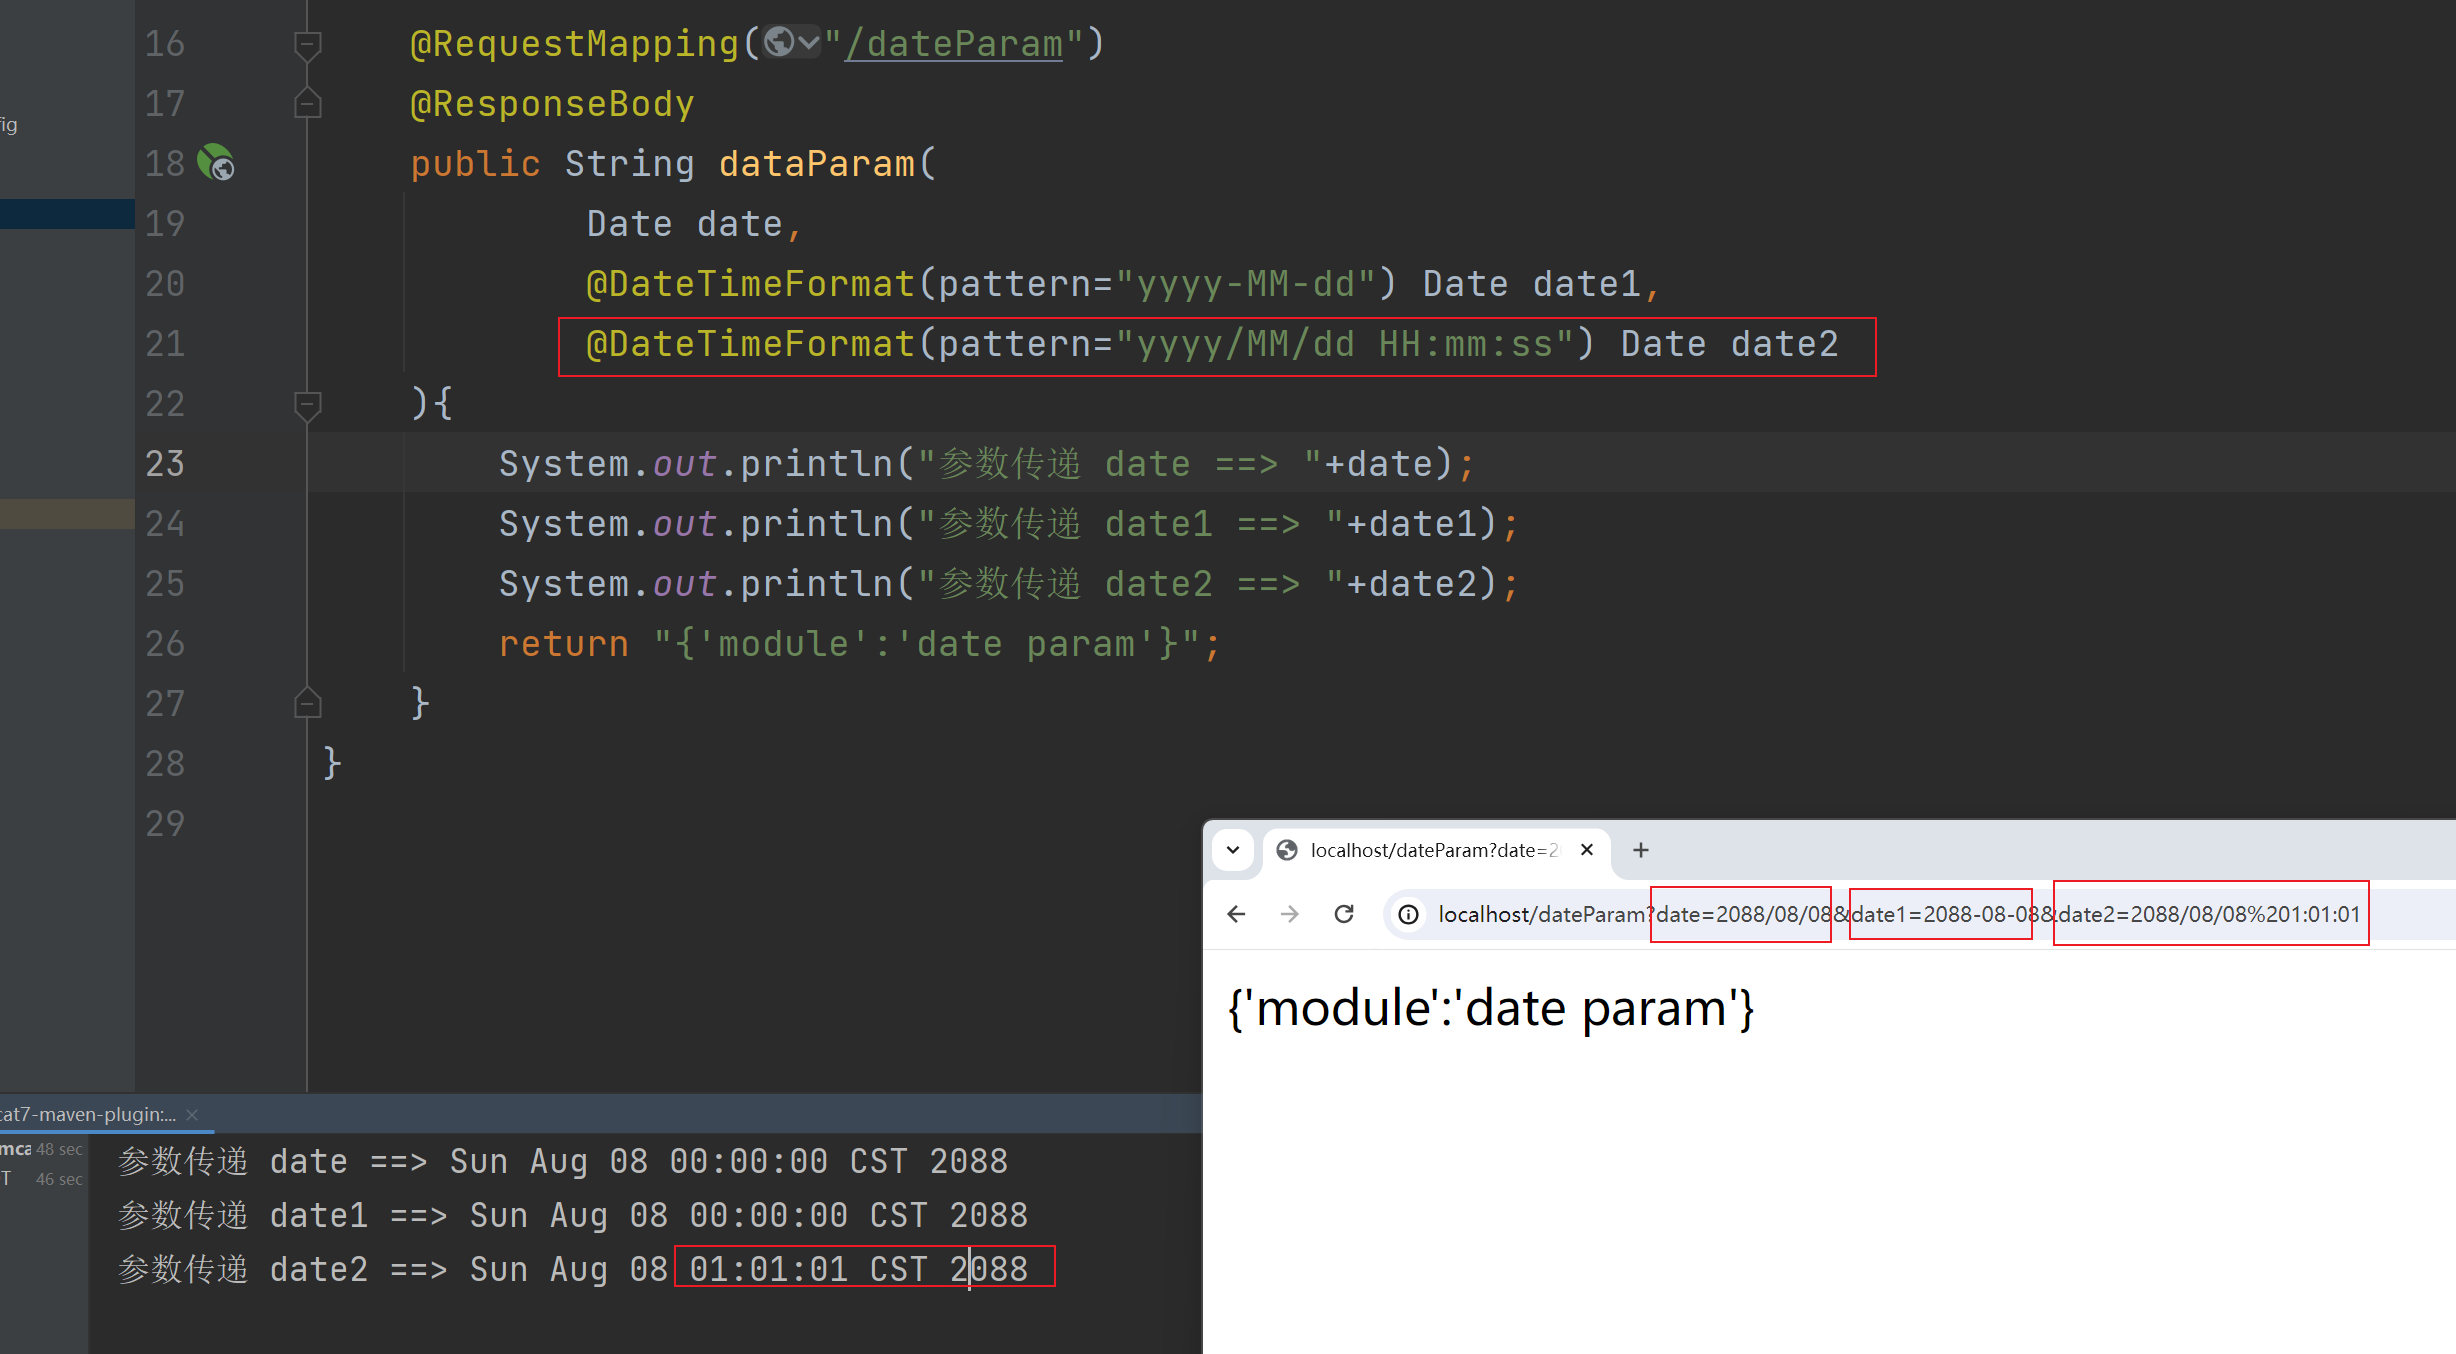 fig
16 @RequestMapping("/dateParam")
17 @ResponseBody
18 public String dataParam(
19 Date date,
20 @DateTimeFormat(pattern="yyyy-MM-dd") Date date1,
21 @DateTimeFormat(pattern="yyyy/MM/dd HH:mm:ss") Date date2
22 ){
23 System.out.println("参数传递 date ==> "+date);
24 System.out.println("参数传递 date1 ==> "+date1);
25 System.out.println("参数传递 date2 ==> "+date2);
26 return "{'module':'date param'}";
27 }
28 }
29
localhost/dateParam?date=2
localhost/dateParam?date=2088/08/08&date1=2088-08-08&date2=2088/08/08%201:01:01
{'module':'date param'}
cat7-maven-plugin:...
mca 48 sec
T 46 sec
参数传递 date ==> Sun Aug 08 00:00:00 CST 2088
参数传递 date1 ==> Sun Aug 08 00:00:00 CST 2088
参数传递 date2 ==> Sun Aug 08 01:01:01 CST 2088